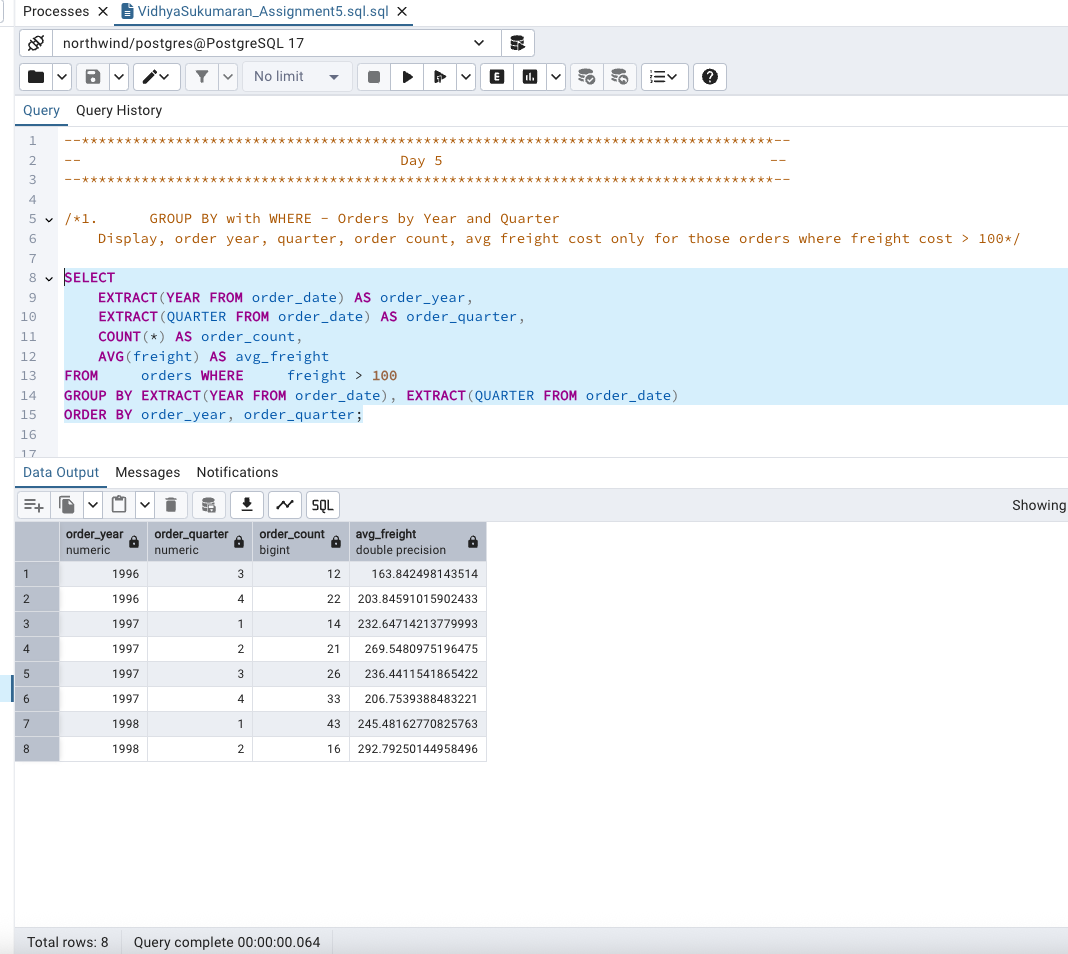 Processes
VidhyaSukumaran_Assignment5.sql.sql
northwind/postgres@PostgreSQL 17
No limit
E
Query Query History
1 --*********************************************************************************--
2 -- Day 5 --
3 --*********************************************************************************--
4
5 /*1. GROUP BY with WHERE - Orders by Year and Quarter
6 Display, order year, quarter, order count, avg freight cost only for those orders where freight cost > 100*/
7
8 SELECT
9 EXTRACT(YEAR FROM order_date) AS order_year,
10 EXTRACT(QUARTER FROM order_date) AS order_quarter,
11 COUNT(*) AS order_count,
12 AVG(freight) AS avg_freight
13 FROM orders WHERE freight > 100
14 GROUP BY EXTRACT(YEAR FROM order_date), EXTRACT(QUARTER FROM order_date)
15 ORDER BY order_year, order_quarter;
16
17
Data Output Messages Notifications
SQL Showing
order_year order_quarter order_count avg_freight
numeric numeric bigint double precision
1 1996 3 12 163.842498143514
2 1996 4 22 203.84591015902433
3 1997 1 14 232.64714213779993
4 1997 2 21 269.5480975196475
5 1997 3 26 236.4411541865422
6 1997 4 33 206.7539388483221
7 1998 1 43 245.48162770825763
8 1998 2 16 292.79250144958496
Total rows: 8 Query complete 00:00:00.064